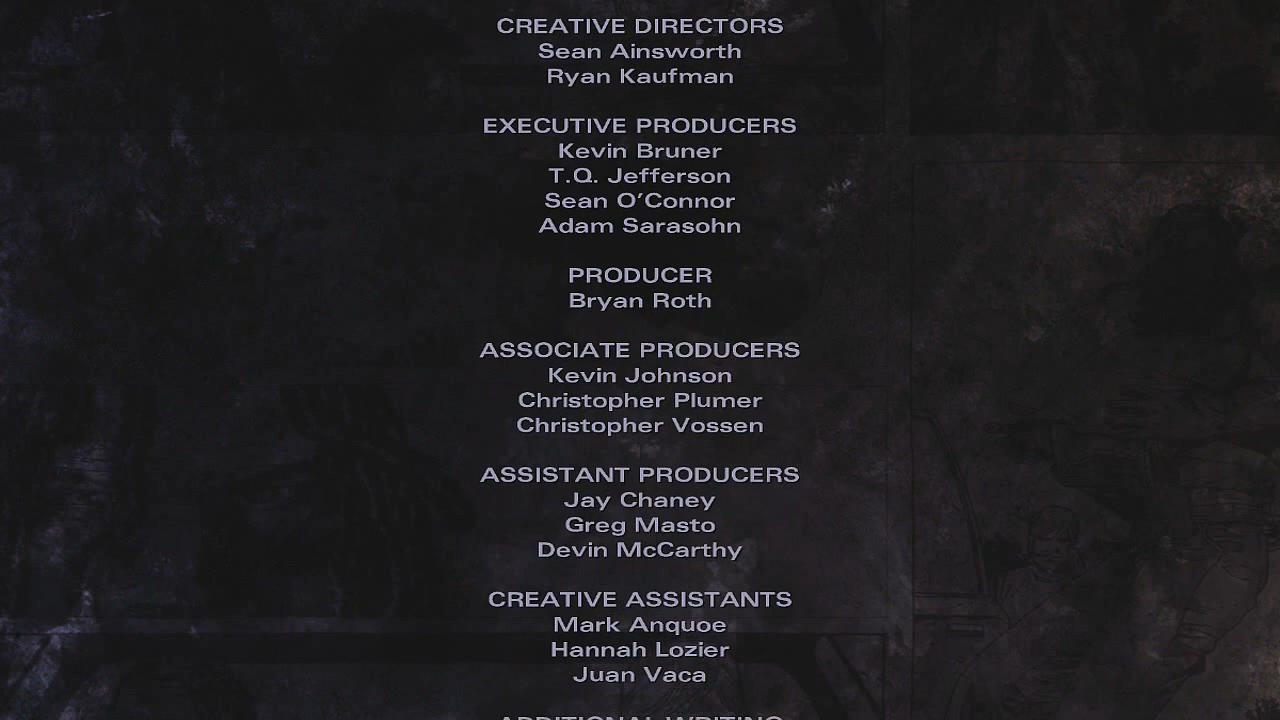 CREATIVE DIRECTORS
Sean Ainsworth
Ryan Kaufman
EXECUTIVE PRODUCERS
Kevin Bruner
T.Q. Jefferson
Sean O'Connor
Adam Sarasohn
PRODUCER
Bryan Roth
ASSOCIATE PRODUCERS
Kevin Johnson
Christopher Plumer
Christopher Vossen
ASSISTANT PRODUCERS
Jay Chaney
Greg Masto
Devin McCarthy
CREATIVE ASSISTANTS
Mark Anquoe
Hannah Lozier
Juan Vaca
ADDITIONAL WRITING